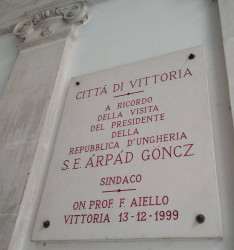 CITTÁ DI VITTORIA
A RICORDO
DELLA VISITA
DEL PRESIDENTE
DELLA
REPUBBLICA D'UNGHERIA
S.E. ÁRPÁD GÖNCZ
SINDACO
ON. PROF. F. AIELLO
VITTORIA 13-12-1999